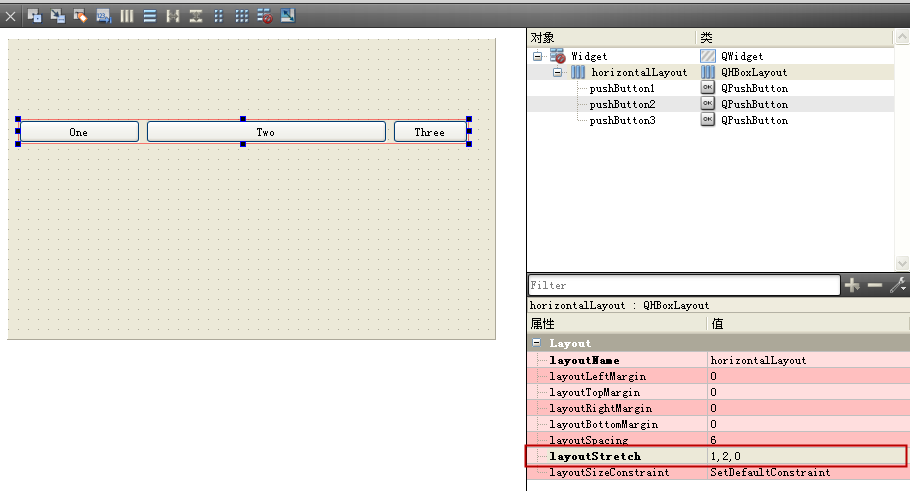 One Two Three
对象 类
Widget QWidget
horizontalLayout QHBoxLayout
pushButton1 QPushButton
pushButton2 QPushButton
pushButton3 QPushButton
Filter
horizontalLayout : QHBoxLayout
属性 值
Layout
layoutName horizontalLayout
layoutLeftMargin 0
layoutTopMargin 0
layoutRightMargin 0
layoutBottomMargin 0
layoutSpacing 6
layoutStretch 1,2,0
layoutSizeConstraint SetDefaultConstraint